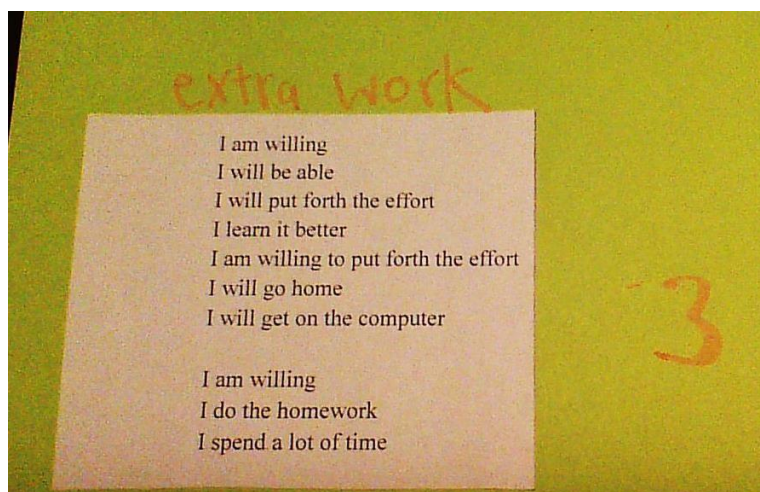 extra work
I am willing
I will be able
I will put forth the effort
I learn it better
I am willing to put forth the effort
I will go home
I will get on the computer
3
I am willing
I do the homework
I spend a lot of time